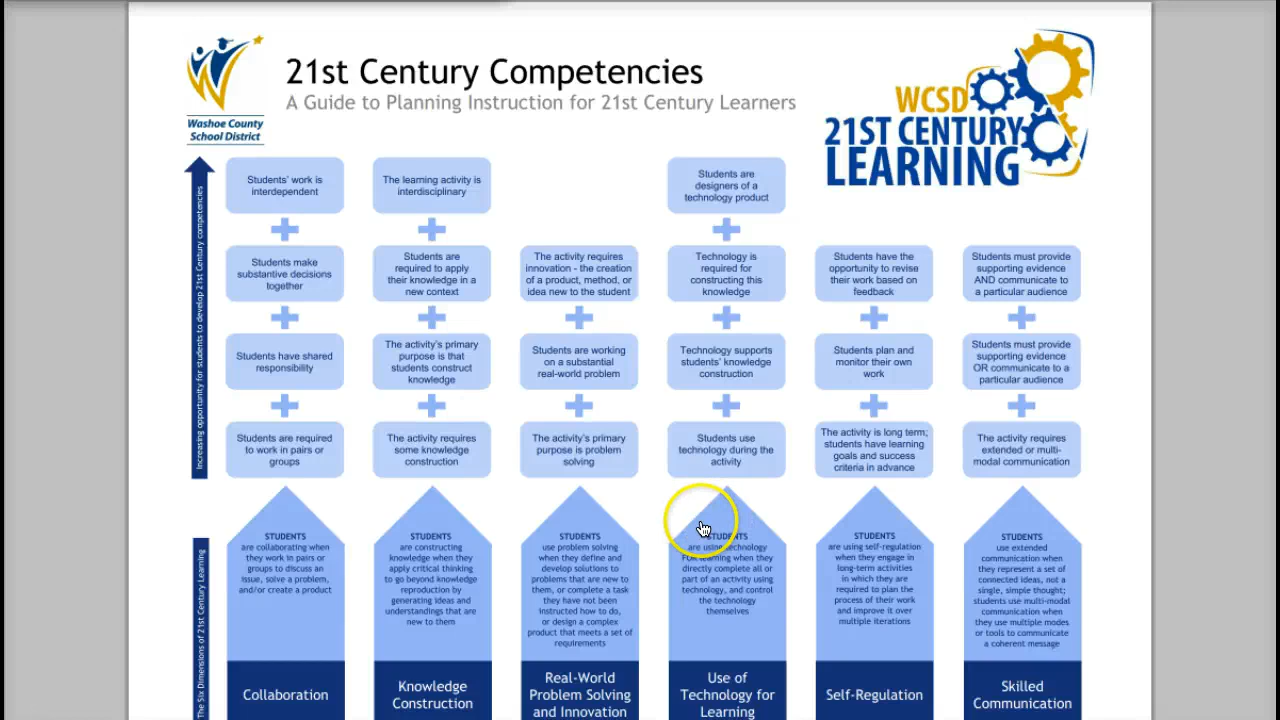 21st Century Competencies
A Guide to Planning Instruction for 21st Century Learners
Washoe County
School District
WCSD
21ST CENTURY
LEARNING
Increasing opportunity for students to develop 21st Century competencies
Students' work is
interdependent
The learning activity is
interdisciplinary
Students are
designers of a
technology product
Students make
substantive decisions
together
Students are
required to apply
their knowledge in a
new context
The activity requires
innovation - the creation
of a product, method, or
idea new to the student
Technology is
required for
constructing this
knowledge
Students have the
opportunity to revise
their work based on
feedback
Students must provide
supporting evidence
AND communicate to
a particular audience
Students have shared
responsibility
The activity's primary
purpose is that
students construct
knowledge
Students are working
on a substantial
real-world problem
Technology supports
students' knowledge
construction
Students plan and
monitor their own
work
Students must provide
supporting evidence
OR communicate to a
particular audience
Students are required
to work in pairs or
groups
The activity requires
some knowledge
construction
The activity's primary
purpose is problem
solving
Students use
technology during the
activity
The activity is long term;
students have learning
goals and success
criteria in advance
The activity requires
extended or multi-
modal communication
The Six Dimensions of 21st Century Learning
STUDENTS
are collaborating when
they work in pairs or
groups to discuss an
issue, solve a problem,
and/or create a product
STUDENTS
are constructing
knowledge when they
apply critical thinking
to go beyond knowledge
reproduction by
generating ideas and
understandings that are
new to them
STUDENTS
use problem solving
when they define and
develop solutions to
problems that are new to
them, or complete a task
they have not been
instructed how to do,
or design a complex
product that meets a set of
requirements
STUDENTS
are using technology
FOR learning when they
directly complete all or
part of an activity using
technology, and control
the technology
themselves
STUDENTS
are using self-regulation
when they engage in
long-term activities
in which they are
required to plan the
process of their work
and improve it over
multiple iterations
STUDENTS
use extended
communication when
they represent a set of
connected ideas, not a
single, simple thought;
students use multi-modal
communication when
they use multiple modes
or tools to communicate
a coherent message
Collaboration
Knowledge
Construction
Real-World
Problem Solving
and Innovation
Use of
Technology for
Learning
Self-Regulation
Skilled
Communication